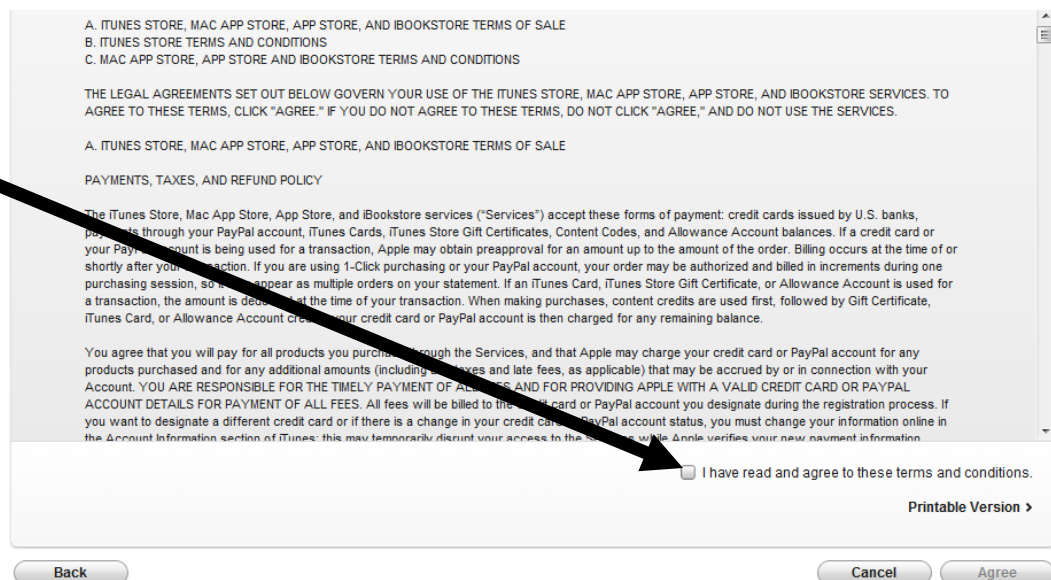 A. ITUNES STORE, MAC APP STORE, APP STORE, AND IBOOKSTORE TERMS OF SALE
B. ITUNES STORE TERMS AND CONDITIONS
C. MAC APP STORE, APP STORE AND IBOOKSTORE TERMS AND CONDITIONS
THE LEGAL AGREEMENTS SET OUT BELOW GOVERN YOUR USE OF THE ITUNES STORE, MAC APP STORE, APP STORE, AND IBOOKSTORE SERVICES. TO
AGREE TO THESE TERMS, CLICK "AGREE." IF YOU DO NOT AGREE TO THESE TERMS, DO NOT CLICK "AGREE," AND DO NOT USE THE SERVICES.
A. ITUNES STORE, MAC APP STORE, APP STORE, AND IBOOKSTORE TERMS OF SALE
PAYMENTS, TAXES, AND REFUND POLICY
The iTunes Store, Mac App Store, App Store, and iBookstore services (“Services”) accept these forms of payment: credit cards issued by U.S. banks,
through your PayPal account, iTunes Cards, iTunes Store Gift Certificates, Content Codes, and Allowance Account balances. If a credit card or
your PayPal account is being used for a transaction, Apple may obtain preapproval for an amount up to the amount of the order. Billing occurs at the time of or
shortly after your transaction. If you are using 1-Click purchasing or your PayPal account, your order may be authorized and billed in increments during one
purchasing session, so it appear as multiple orders on your statement. If an iTunes Card, iTunes Store Gift Certificate, or Allowance Account is used for
a transaction, the amount is at the time of your transaction. When making purchases, content credits are used first, followed by Gift Certificate,
iTunes Card, or Allowance Account your credit card or PayPal account is then charged for any remaining balance.
You agree that you will pay for all products you purchase through the Services, and that Apple may charge your credit card or PayPal account for any
products purchased and for any additional amounts (including taxes and late fees, as applicable) that may be accrued by or in connection with your
Account. YOU ARE RESPONSIBLE FOR THE TIMELY PAYMENT OF ALL FEES AND FOR PROVIDING APPLE WITH A VALID CREDIT CARD OR PAYPAL
ACCOUNT DETAILS FOR PAYMENT OF ALL FEES. All fees will be billed to the credit card or PayPal account you designate during the registration process. If
you want to designate a different credit card or if there is a change in your credit card PayPal account status, you must change your information online in
the Account Information section of iTunes; this may temporarily disrupt your access to the while Apple verifies your new payment information.
I have read and agree to these terms and conditions.
Printable Version >
Back
Cancel
Agree